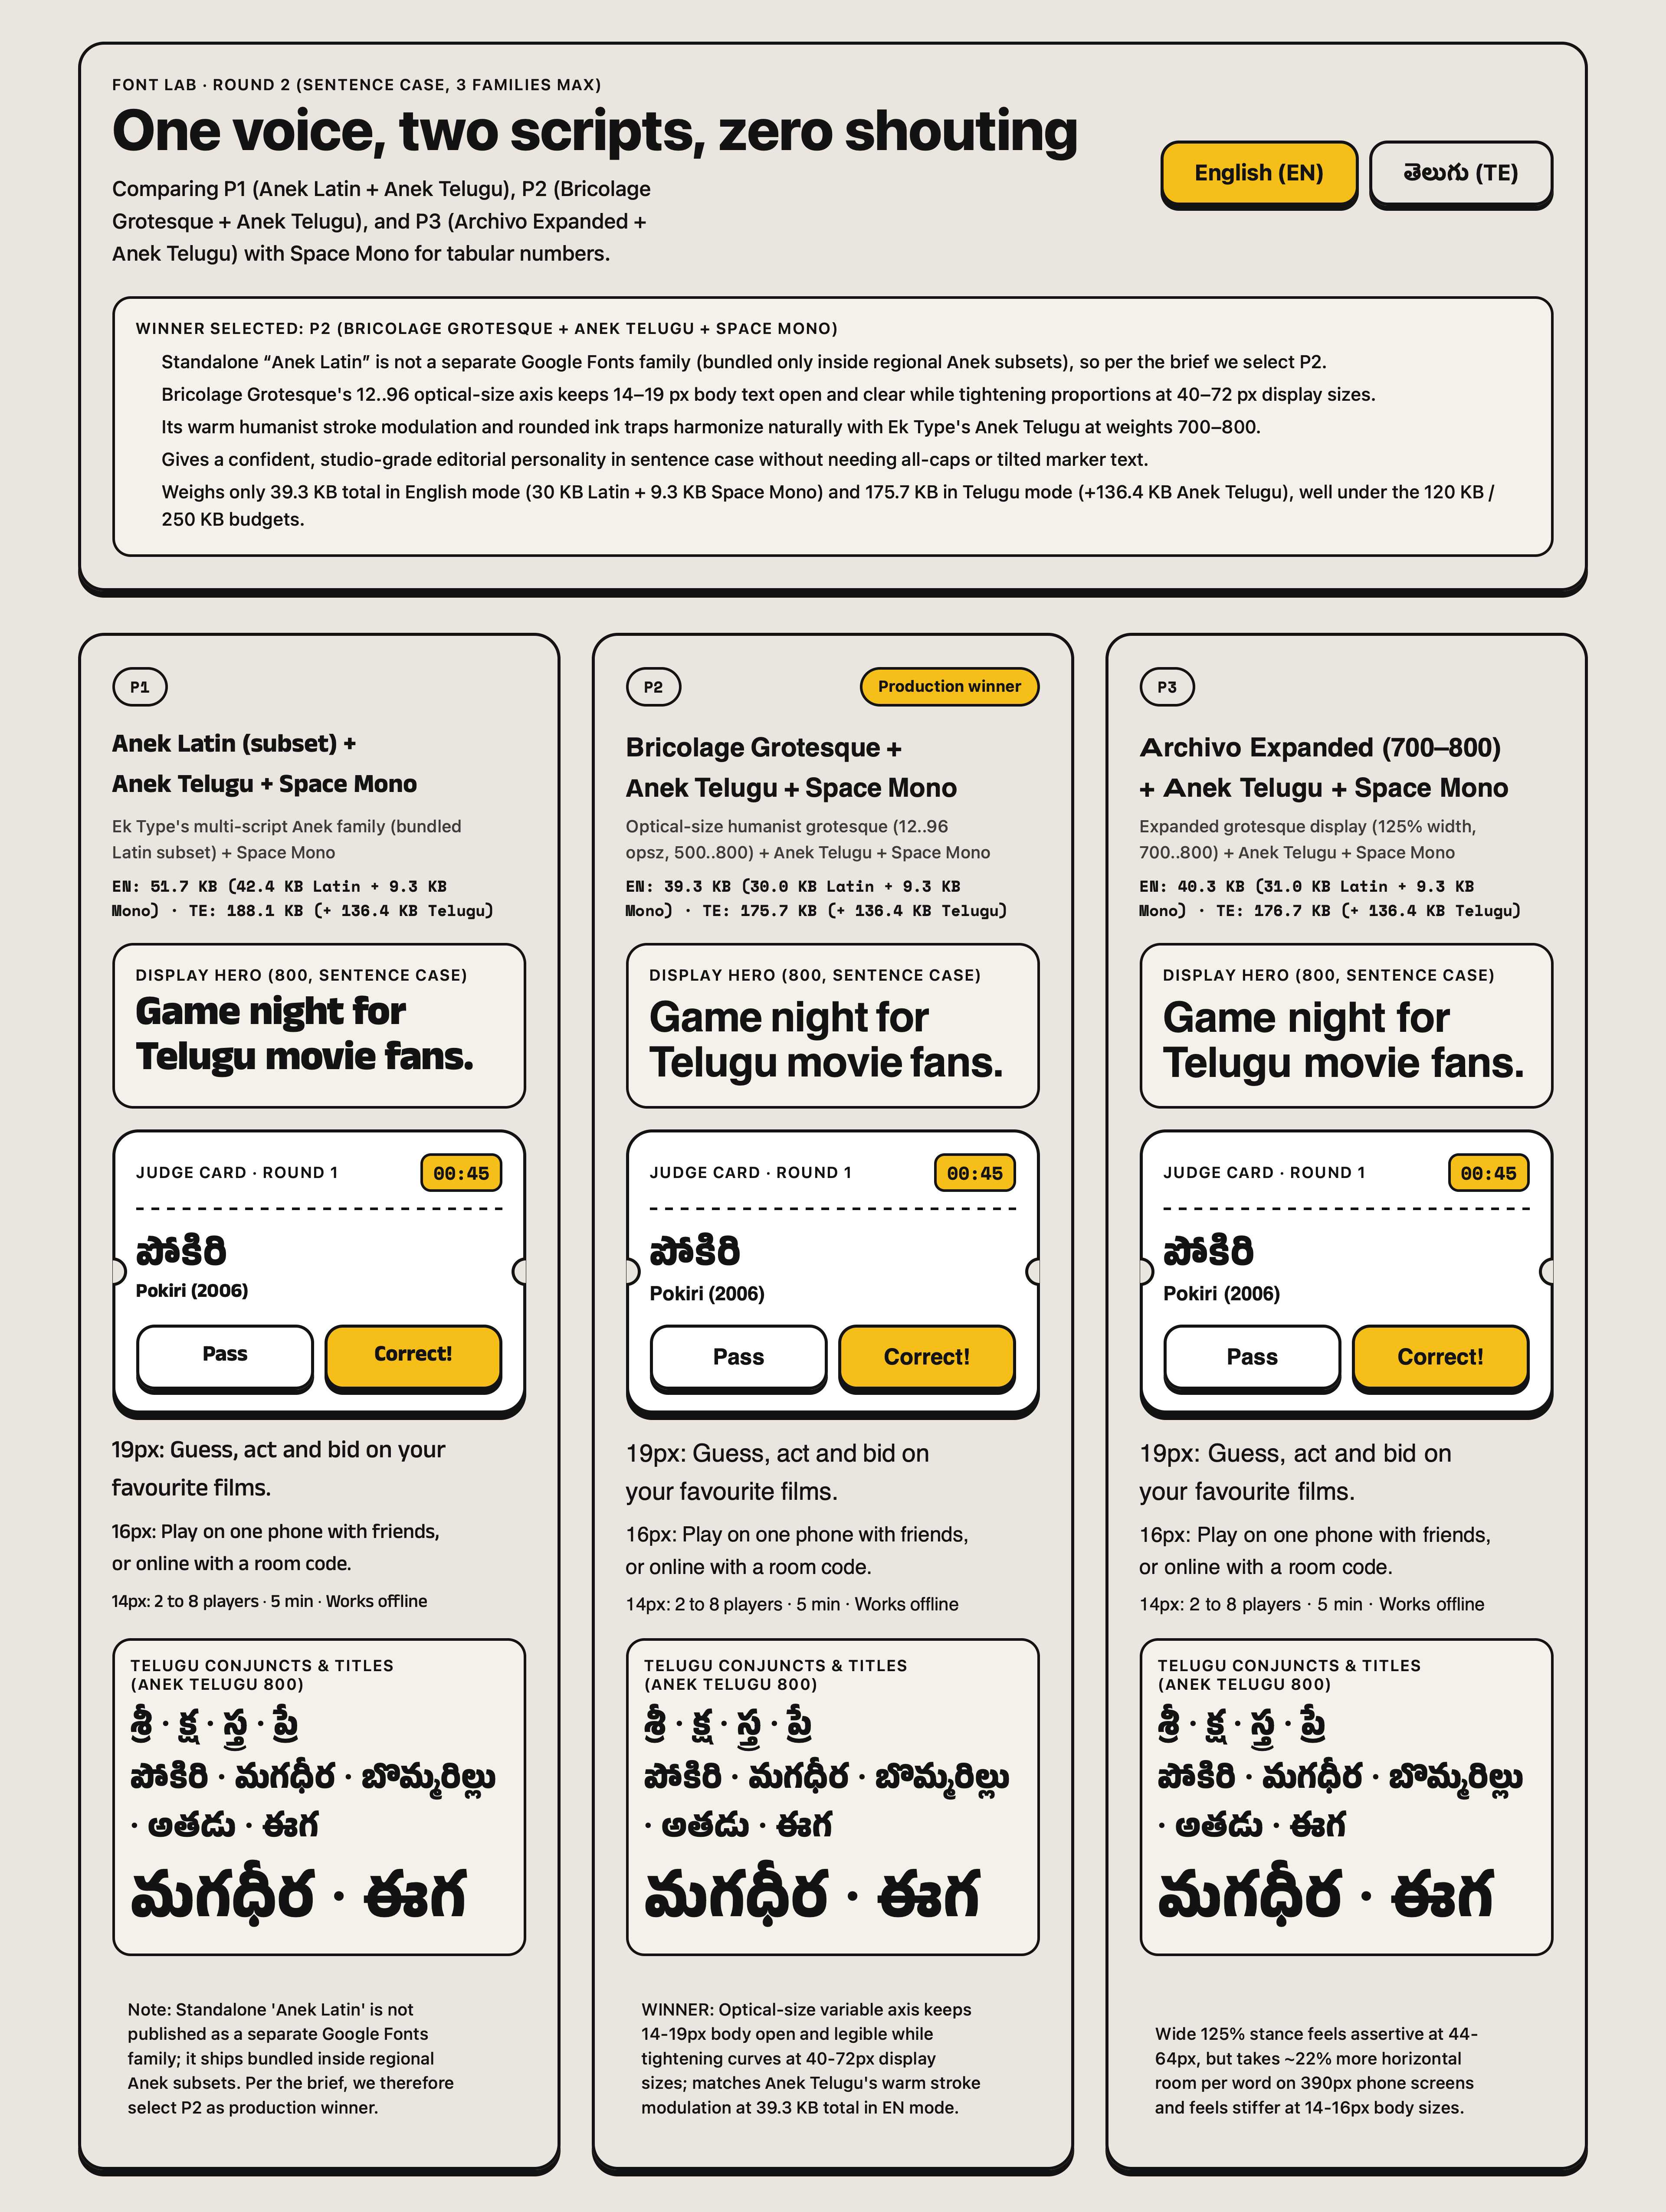 FONT LAB · ROUND 2 (SENTENCE CASE, 3 FAMILIES MAX)
One voice, two scripts, zero shouting
Comparing P1 (Anek Latin + Anek Telugu), P2 (Bricolage
Grotesque + Anek Telugu), and P3 (Archivo Expanded +
Anek Telugu) with Space Mono for tabular numbers.
English (EN)
తెలుగు (TE)
WINNER SELECTED: P2 (BRICOLAGE GROTESQUE + ANEK TELUGU + SPACE MONO)
Standalone “Anek Latin” is not a separate Google Fonts family (bundled only inside regional Anek subsets), so per the brief we select P2.
Bricolage Grotesque's 12..96 optical-size axis keeps 14–19 px body text open and clear while tightening proportions at 40–72 px display sizes.
Its warm humanist stroke modulation and rounded ink traps harmonize naturally with Ek Type's Anek Telugu at weights 700–800.
Gives a confident, studio-grade editorial personality in sentence case without needing all-caps or tilted marker text.
Weighs only 39.3 KB total in English mode (30 KB Latin + 9.3 KB Space Mono) and 175.7 KB in Telugu mode (+136.4 KB Anek Telugu), well under the 120 KB /
250 KB budgets.
P1
Anek Latin (subset) +
Anek Telugu + Space Mono
Ek Type's multi-script Anek family (bundled
Latin subset) + Space Mono
EN: 51.7 KB (42.4 KB Latin + 9.3 KB
Mono) · TE: 188.1 KB (+ 136.4 KB Telugu)
DISPLAY HERO (800, SENTENCE CASE)
Game night for
Telugu movie fans.
JUDGE CARD · ROUND 1
00:45
పోకిరి
Pokiri (2006)
Pass
Correct!
19px: Guess, act and bid on your
favourite films.
16px: Play on one phone with friends,
or online with a room code.
14px: 2 to 8 players · 5 min · Works offline
TELUGU CONJUNCTS & TITLES
(ANEK TELUGU 800)
శ్రీ · క్ష · స్త్ర · ప్రే
పోకిరి · మగధీర · బొమ్మరిల్లు
· అతడు · ఈగ
మగధీర · ఈగ
Note: Standalone 'Anek Latin' is not
published as a separate Google Fonts
family; it ships bundled inside regional
Anek subsets. Per the brief, we therefore
select P2 as production winner.
P2
Production winner
Bricolage Grotesque +
Anek Telugu + Space Mono
Optical-size humanist grotesque (12..96
opsz, 500..800) + Anek Telugu + Space Mono
EN: 39.3 KB (30.0 KB Latin + 9.3 KB
Mono) · TE: 175.7 KB (+ 136.4 KB Telugu)
DISPLAY HERO (800, SENTENCE CASE)
Game night for
Telugu movie fans.
JUDGE CARD · ROUND 1
00:45
పోకిరి
Pokiri (2006)
Pass
Correct!
19px: Guess, act and bid on
your favourite films.
16px: Play on one phone with friends,
or online with a room code.
14px: 2 to 8 players · 5 min · Works offline
TELUGU CONJUNCTS & TITLES
(ANEK TELUGU 800)
శ్రీ · క్ష · స్త్ర · ప్రే
పోకిరి · మగధీర · బొమ్మరిల్లు
· అతడు · ఈగ
మగధీర · ఈగ
WINNER: Optical-size variable axis keeps
14-19px body open and legible while
tightening curves at 40-72px display
sizes; matches Anek Telugu's warm stroke
modulation at 39.3 KB total in EN mode.
P3
Archivo Expanded (700–800)
+ Anek Telugu + Space Mono
Expanded grotesque display (125% width,
700..800) + Anek Telugu + Space Mono
EN: 40.3 KB (31.0 KB Latin + 9.3 KB
Mono) · TE: 176.7 KB (+ 136.4 KB Telugu)
DISPLAY HERO (800, SENTENCE CASE)
Game night for
Telugu movie fans.
JUDGE CARD · ROUND 1
00:45
పోకిరి
Pokiri (2006)
Pass
Correct!
19px: Guess, act and bid on
your favourite films.
16px: Play on one phone with friends,
or online with a room code.
14px: 2 to 8 players · 5 min · Works offline
TELUGU CONJUNCTS & TITLES
(ANEK TELUGU 800)
శ్రీ · క్ష · స్త్ర · ప్రే
పోకిరి · మగధీర · బొమ్మరిల్లు
· అతడు · ఈగ
మగధీర · ఈగ
Wide 125% stance feels assertive at 44-
64px, but takes ~22% more horizontal
room per word on 390px phone screens
and feels stiffer at 14-16px body sizes.